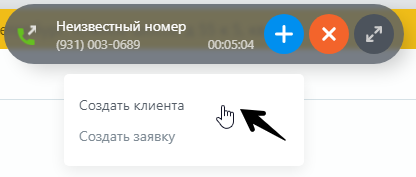 Неизвестный номер
(931) 003-0689 00:05:04
Создать клиента
Создать заявку